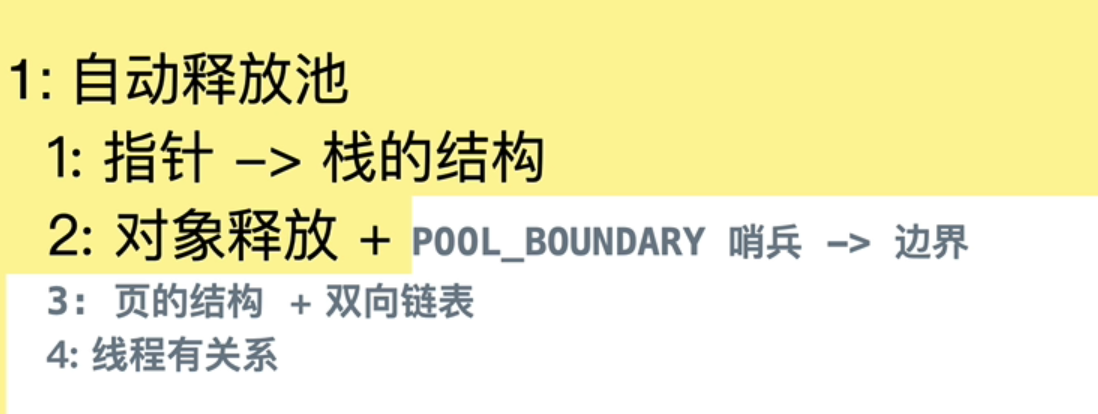 1: 自动释放池
1: 指针 -> 栈的结构
2: 对象释放 + POOL_BOUNDARY 哨兵 -> 边界
3: 页的结构 + 双向链表
4: 线程有关系